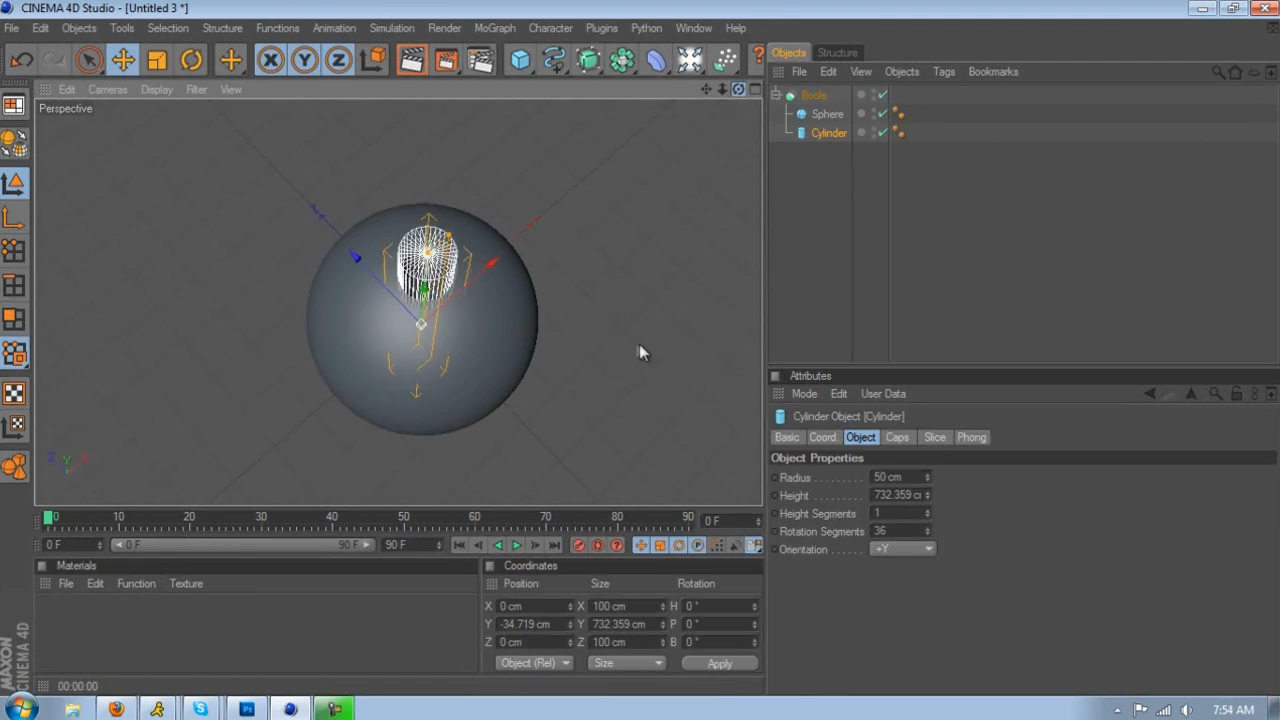 CINEMA 4D Studio - [Untitled 3 *]
File Edit Objects Tools Selection Functions Animation Structure Simulation Render MoGraph Character Plugins Python Window Help
Objects Structure
File Edit View Objects Tags Bookmarks
Edit Cameras Display Filter View
Perspective
Boole
Sphere
Cylinder
Attributes
Mode Edit User Data
Cylinder Object [Cylinder]
Basic Coord. Object Caps Slice Phong
Object Properties
Radius . . . . . . . . 50 cm
Height . . . . . . . . 732.359 c
Height Segments 1
Rotation Segments 36
Orientation . . . . . +Y
0 10 20 30 40 50 60 70 80 90 0 F
0 F 0 F 90 F 90 F
Materials
File Edit Function Texture
Coordinates
Position Size Rotation
X 0 cm X 100 cm H 0 °
Y -34.719 cm Y 732.359 cm P 0 °
Z 0 cm Z 100 cm B 0 °
Object (Rel) Size Apply
00:00:00
MAXON
CINEMA 4D
7:54 AM